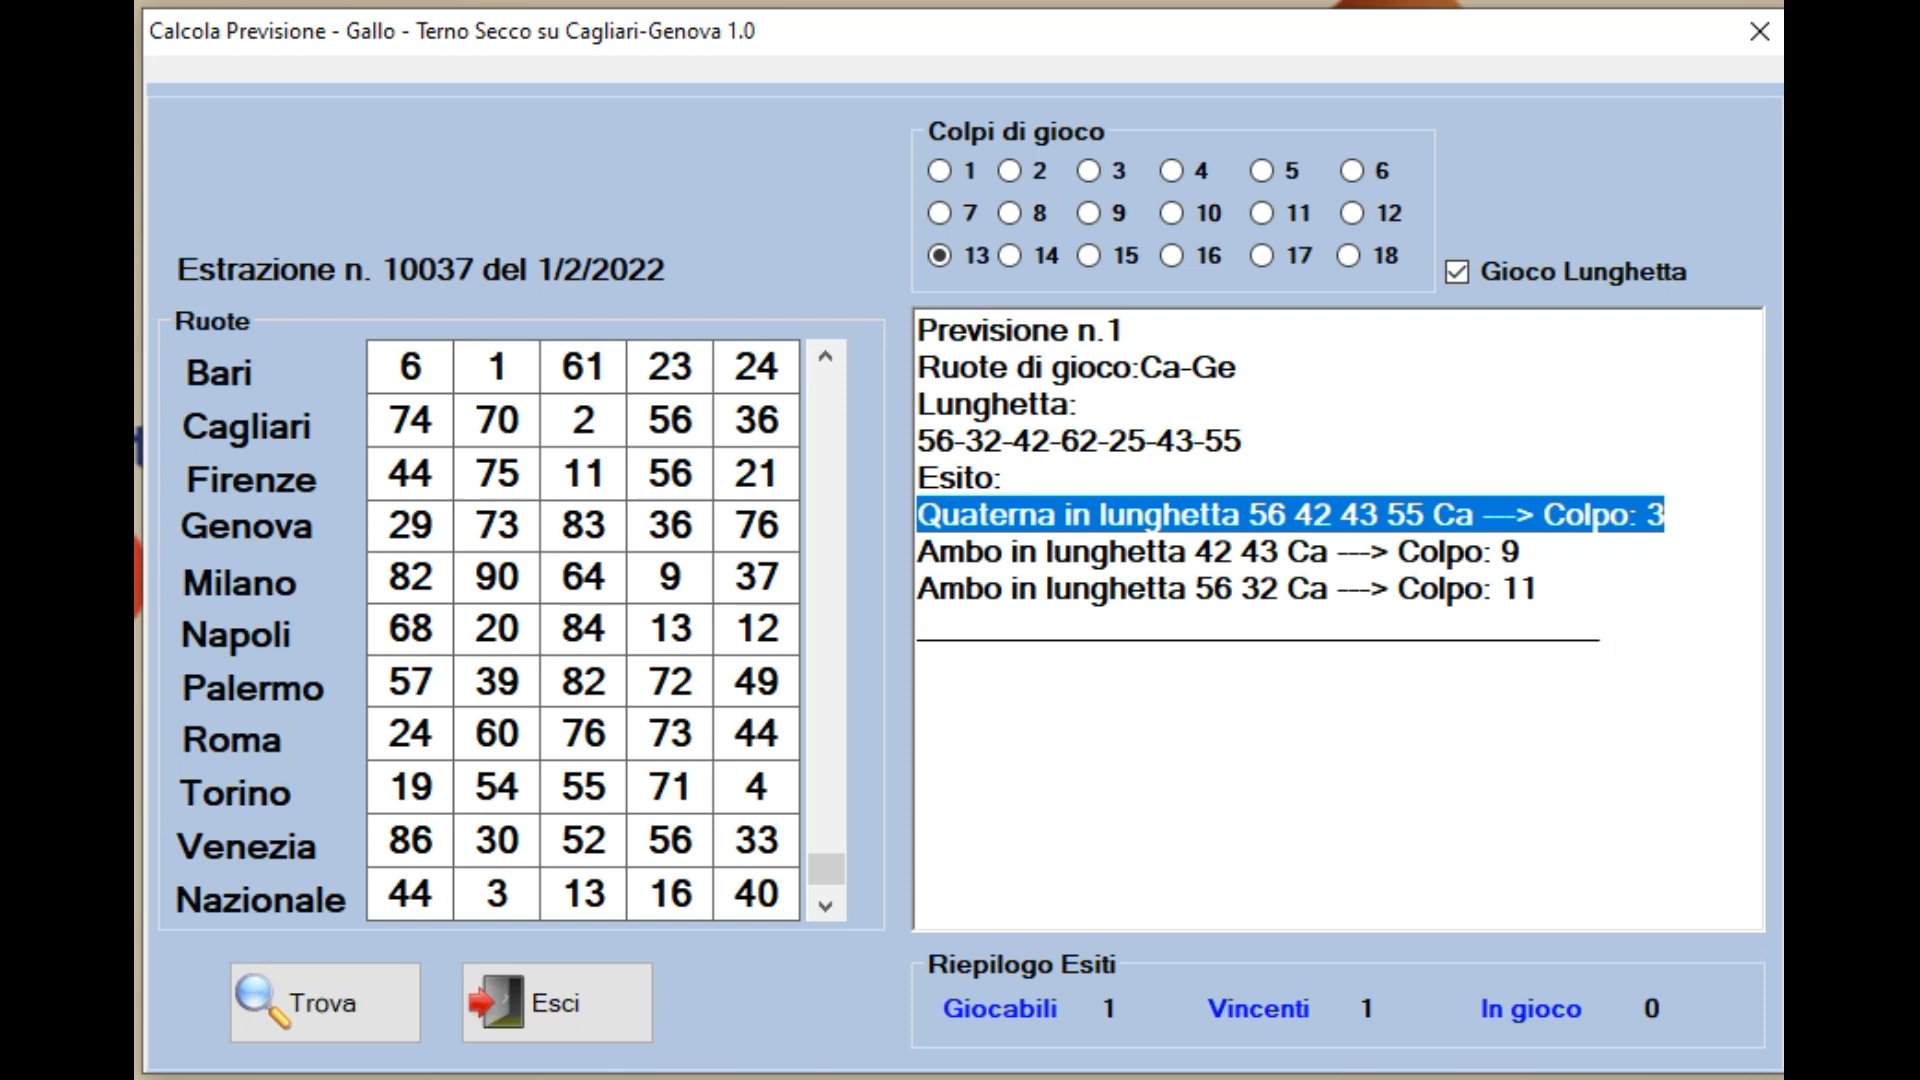 Calcola Previsione - Gallo - Terno Secco su Cagliari-Genova 1.0
Colpi di gioco
1 2 3 4 5 6
7 8 9 10 11 12
13 14 15 16 17 18
Gioco Lunghetta
Estrazione n. 10037 del 1/2/2022
Ruote
Bari 6 1 61 23 24
Cagliari 74 70 2 56 36
Firenze 44 75 11 56 21
Genova 29 73 83 36 76
Milano 82 90 64 9 37
Napoli 68 20 84 13 12
Palermo 57 39 82 72 49
Roma 24 60 76 73 44
Torino 19 54 55 71 4
Venezia 86 30 52 56 33
Nazionale 44 3 13 16 40
Previsione n.1
Ruote di gioco:Ca-Ge
Lunghetta:
56-32-42-62-25-43-55
Esito:
Quaterna in lunghetta 56 42 43 55 Ca ---> Colpo: 3
Ambo in lunghetta 42 43 Ca ---> Colpo: 9
Ambo in lunghetta 56 32 Ca ---> Colpo: 11
Trova
Esci
Riepilogo Esiti
Giocabili 1 Vincenti 1 In gioco 0